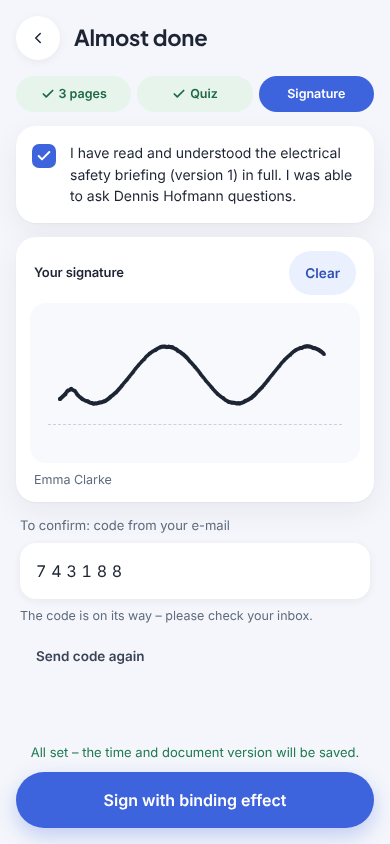 Almost done
3 pages
Quiz
Signature
I have read and understood the electrical
safety briefing (version 1) in full. I was able
to ask Dennis Hofmann questions.
Your signature
Clear
Emma Clarke
To confirm: code from your e-mail
743188
The code is on its way – please check your inbox.
Send code again
All set – the time and document version will be saved.
Sign with binding effect